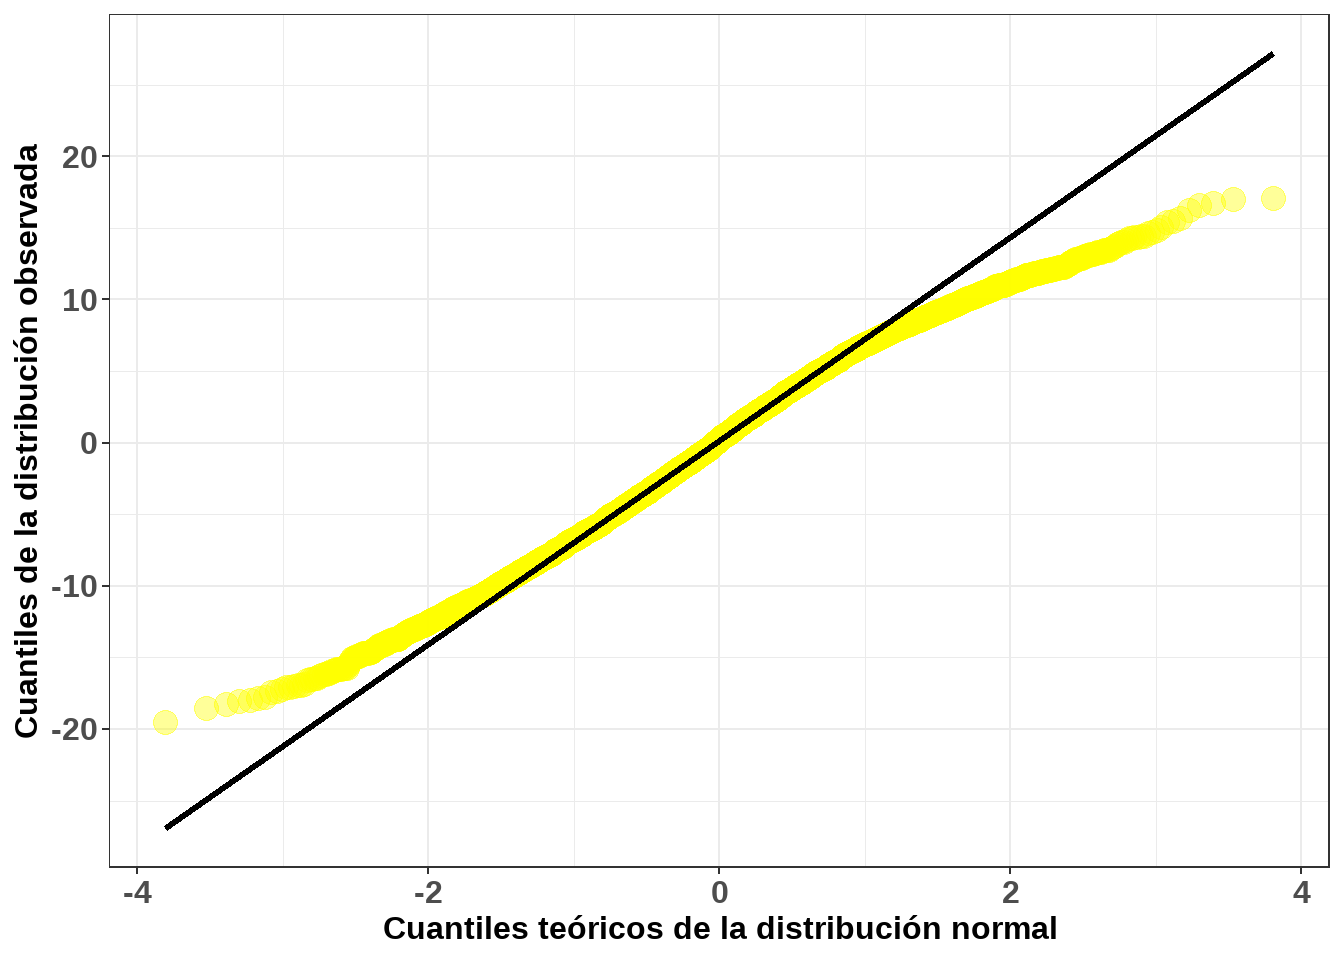 Cuantiles de la distribución observada
20
10
0
-10
-20
-4 -2 0 2 4
Cuantiles teóricos de la distribución normal